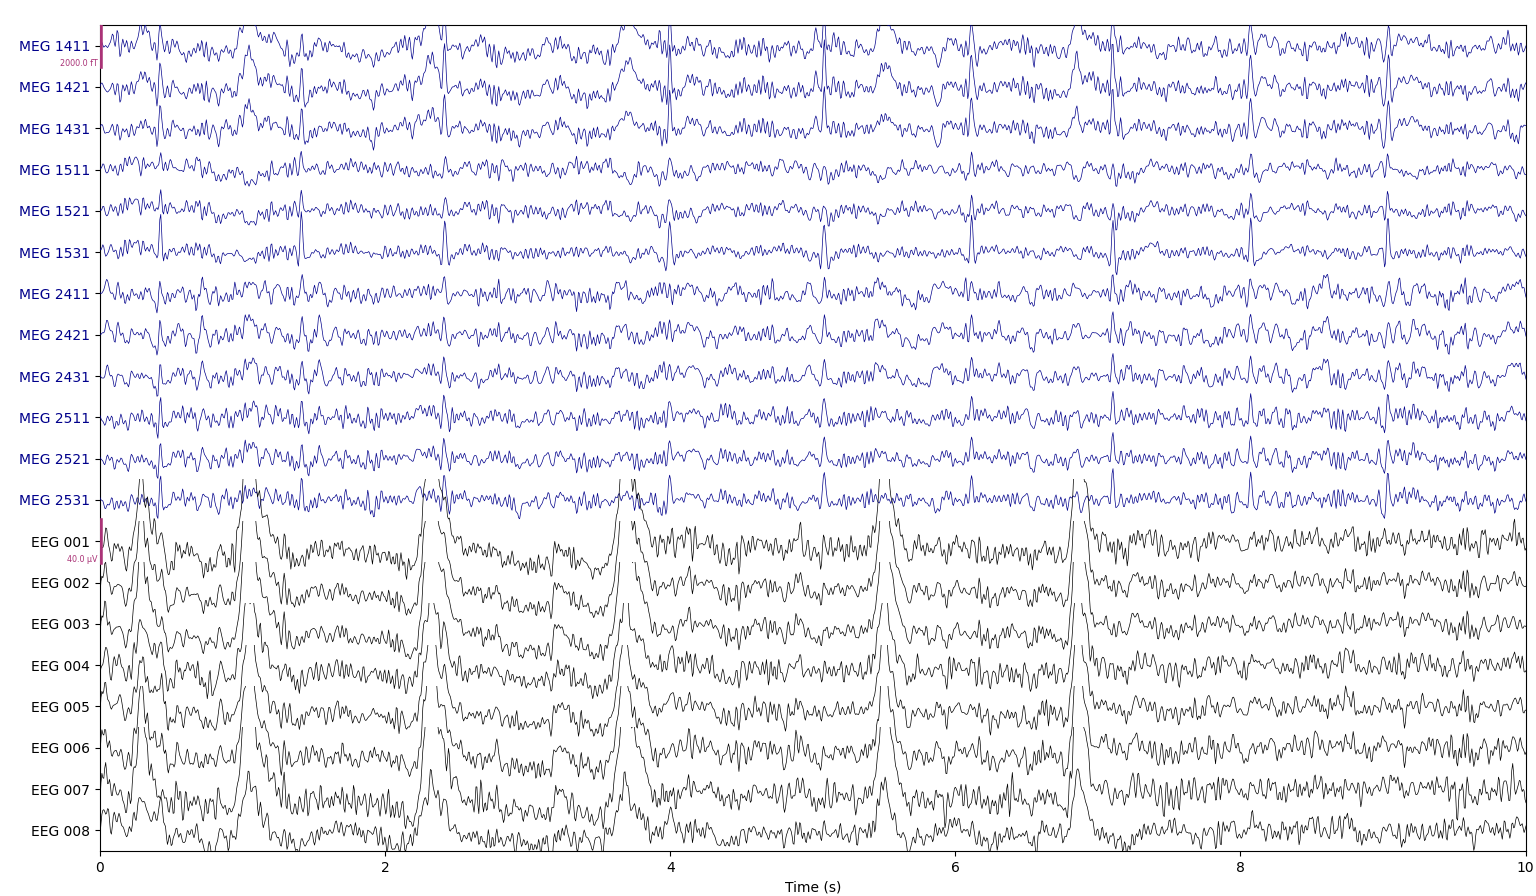 MEG 1411
2000.0 fT
MEG 1421
MEG 1431
MEG 1511
MEG 1521
MEG 1531
MEG 2411
MEG 2421
MEG 2431
MEG 2511
MEG 2521
MEG 2531
EEG 001
40.0 µV
EEG 002
EEG 003
EEG 004
EEG 005
EEG 006
EEG 007
EEG 008
0 2 4 6 8 10
Time (s)